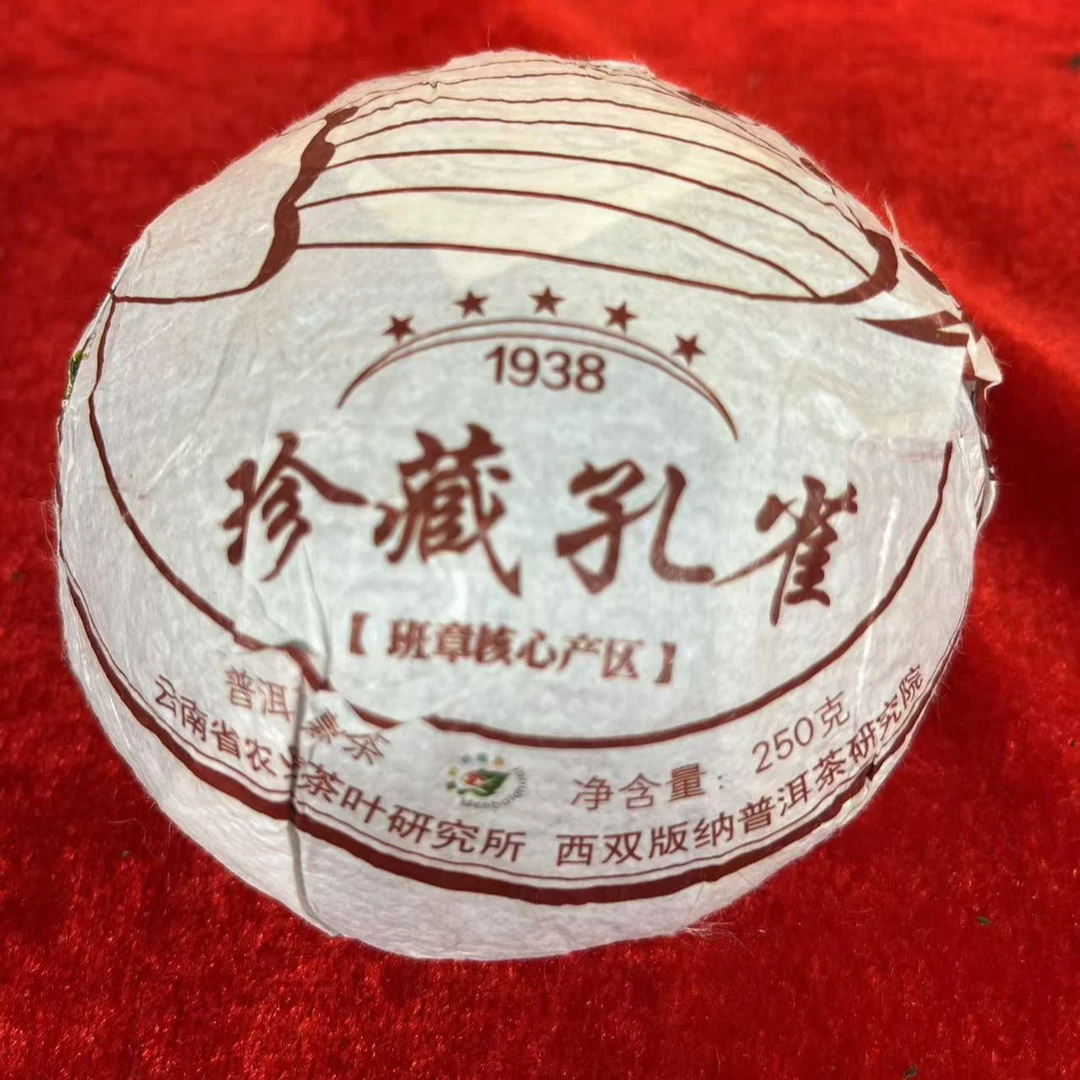 1938
珍藏孔雀
【班章核心产区】
普洱 净含量：250克
云南省农 茶叶研究所 西双版纳普洱茶研究院